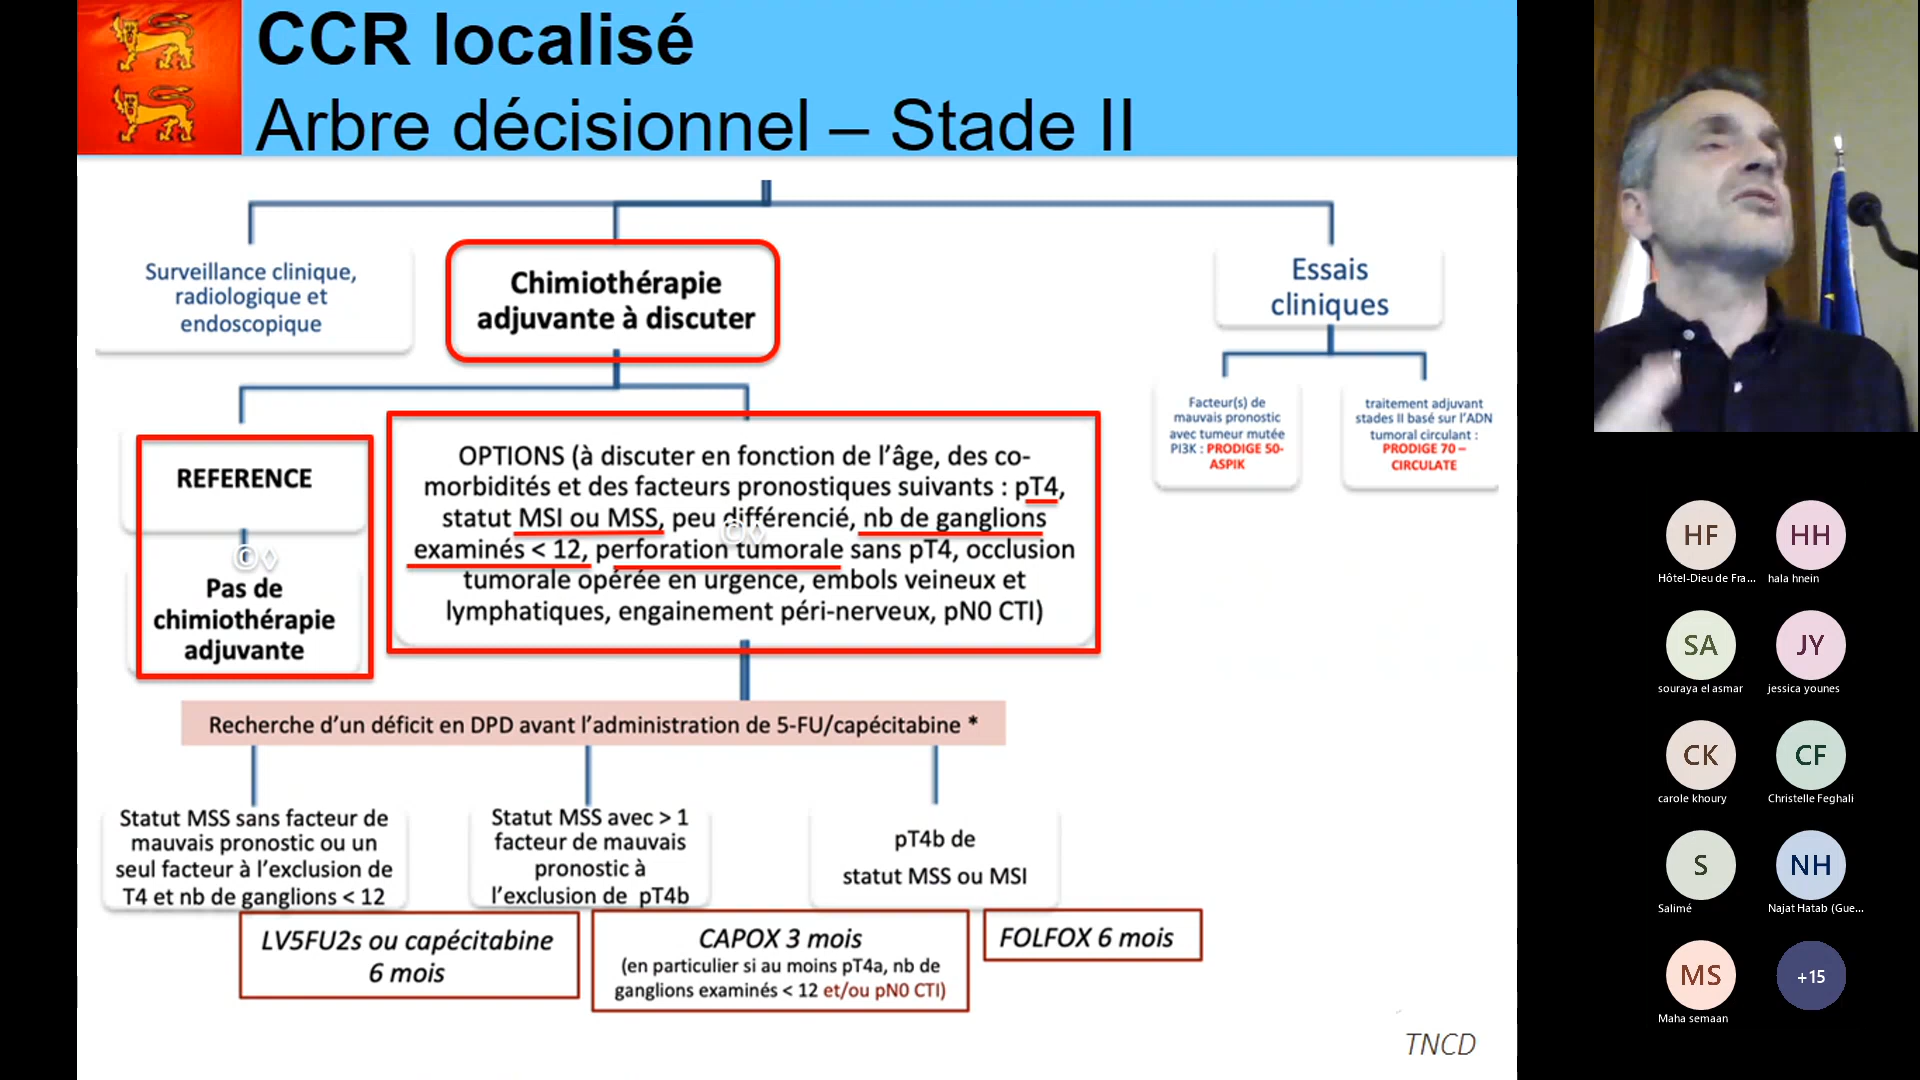 CCR localisé
Arbre décisionnel – Stade II
Surveillance clinique,
radiologique et
endoscopique
Chimiothérapie
adjuvante à discuter
Essais
cliniques
Facteur(s) de
mauvais pronostic
avec tumeur mutée
PI3K : PRODIGE 50-
ASPIK
traitement adjuvant
stades II basé sur l’ADN
tumoral circulant :
PRODIGE 70 –
CIRCULATE
REFERENCE
Pas de
chimiothérapie
adjuvante
OPTIONS (à discuter en fonction de l’âge, des co-
morbidités et des facteurs pronostiques suivants : pT4,
statut MSI ou MSS, peu différencié, nb de ganglions
examinés < 12, perforation tumorale sans pT4, occlusion
tumorale opérée en urgence, embols veineux et
lymphatiques, engainement péri-nerveux, pN0 CTI)
Recherche d’un déficit en DPD avant l’administration de 5-FU/capécitabine *
Statut MSS sans facteur de
mauvais pronostic ou un
seul facteur à l’exclusion de
T4 et nb de ganglions < 12
Statut MSS avec > 1
facteur de mauvais
pronostic à
l’exclusion de pT4b
pT4b de
statut MSS ou MSI
LV5FU2s ou capécitabine
6 mois
CAPOX 3 mois
(en particulier si au moins pT4a, nb de
ganglions examinés < 12 et/ou pN0 CTI)
FOLFOX 6 mois
TNCD
HF
Hôtel-Dieu de Fra...
HH
hala hnein
SA
souraya el asmar
JY
jessica younes
CK
carole khoury
CF
Christelle Feghali
S
Salimé
NH
Najat Hatab (Gue...
MS
Maha semaan
+15